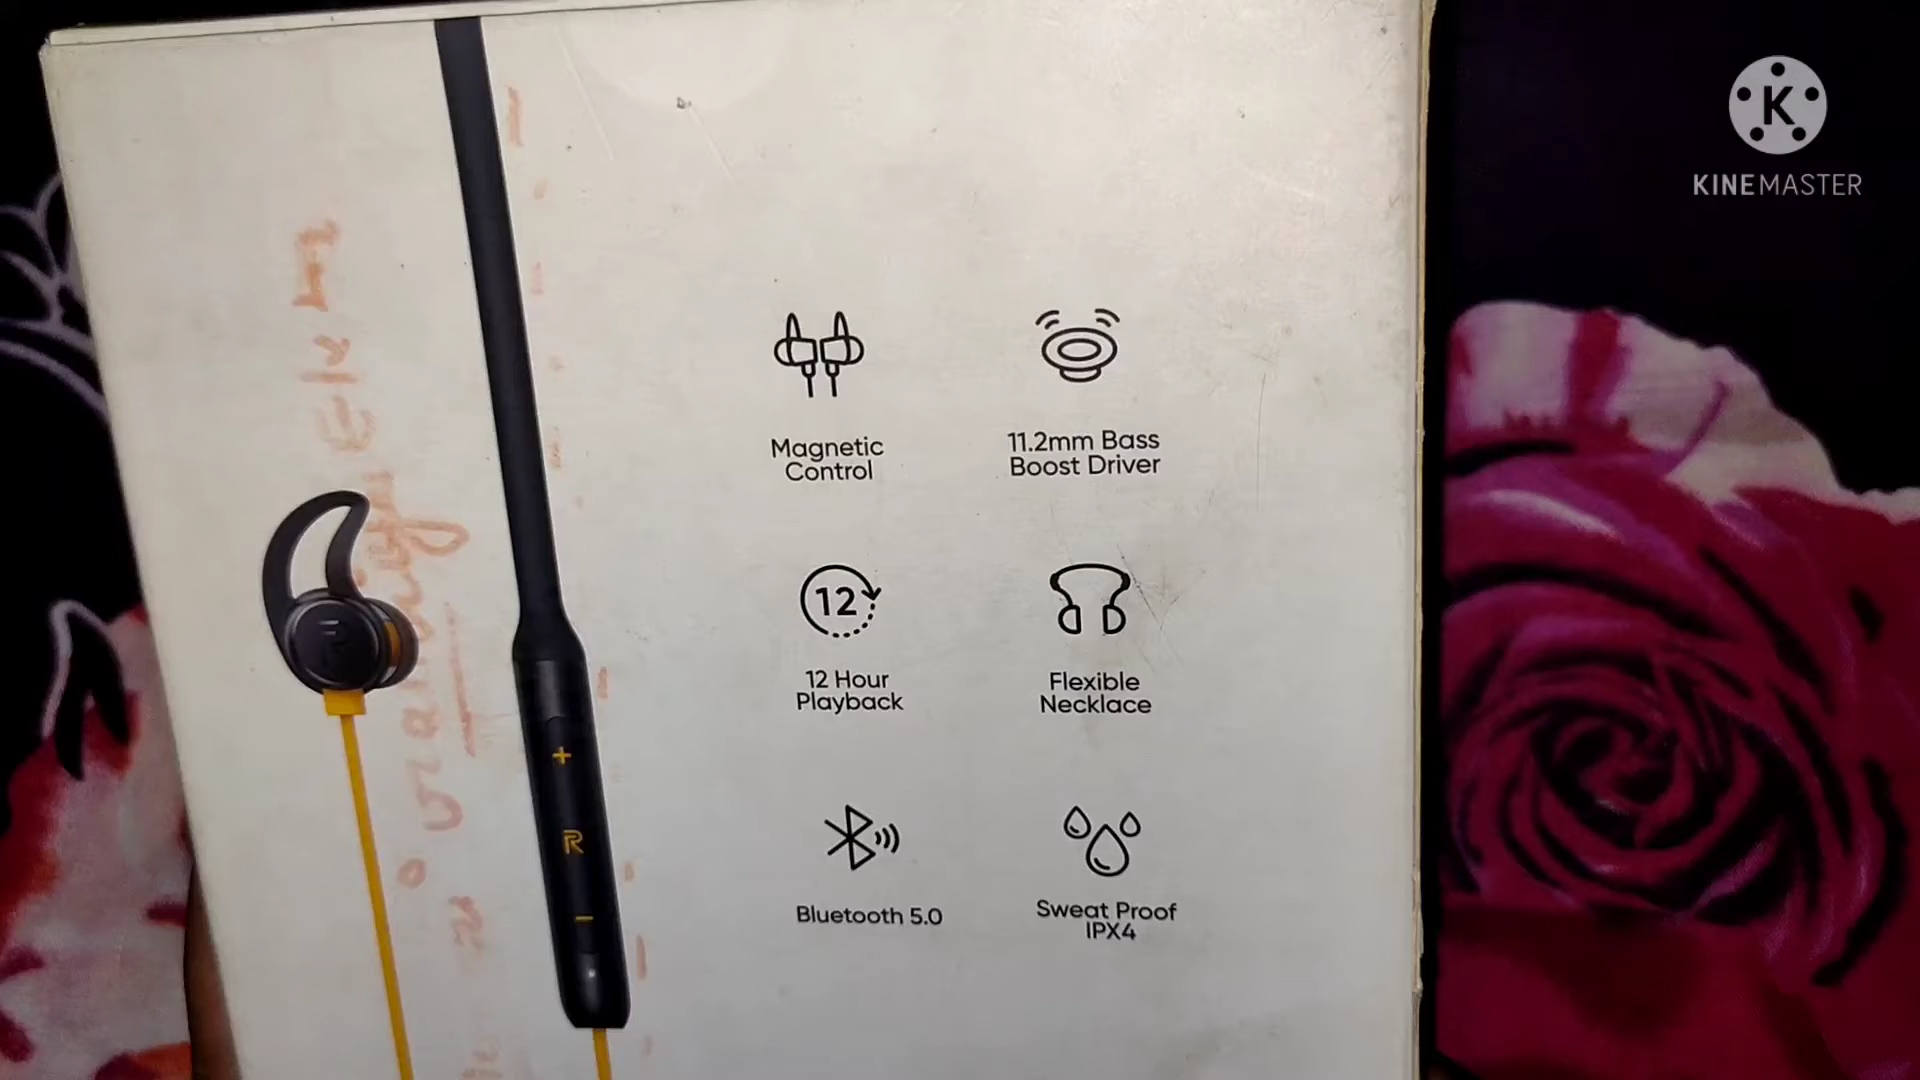 K
KINEMASTER
Magnetic
Control
11.2mm Bass
Boost Driver
12
12 Hour
Playback
Flexible
Necklace
+
R
–
Bluetooth 5.0
Sweat Proof
IPX4